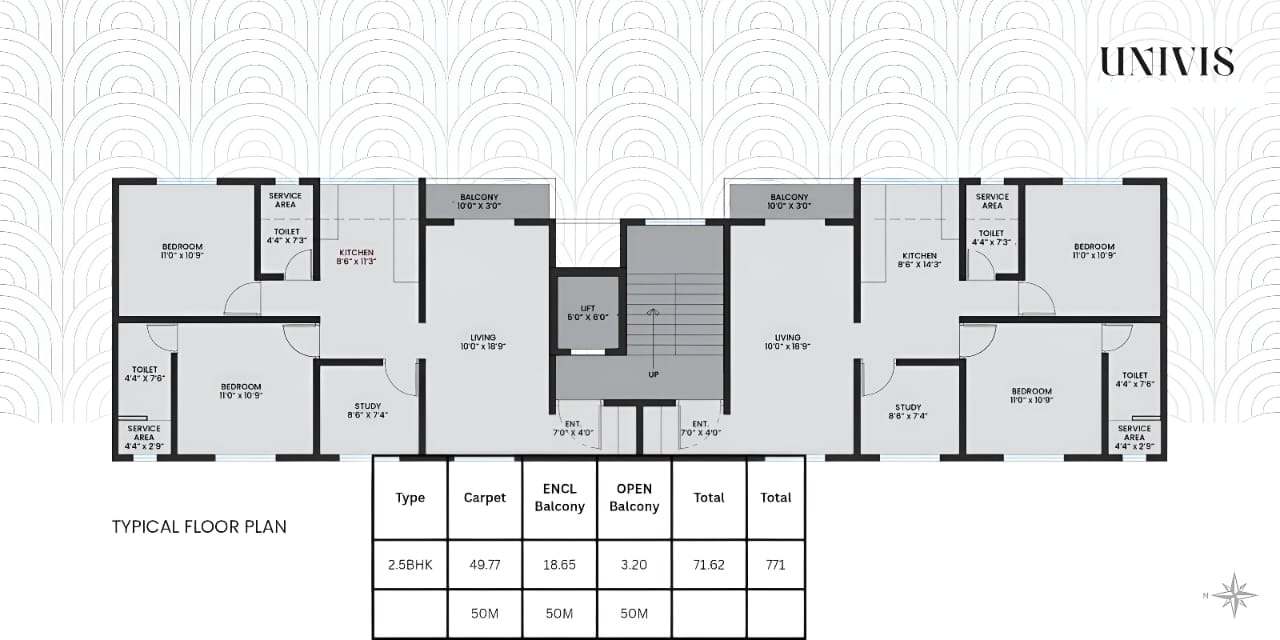 UNIVIS
BALCONY
10'0" X 3'0"
BALCONY
10'0" X 3'0"
SERVICE
AREA
TOILET
4'4" X 7'3"
BEDROOM
11'0" x 10'9"
KITCHEN
8'6" x 11'3"
SERVICE
AREA
TOILET
4'4" X 7'3"
KITCHEN
8'6" x 14'3"
BEDROOM
11'0" x 10'9"
LIFT
5'0" X 6'0"
LIVING
10'0" x 18'9"
LIVING
10'0" x 18'9"
UP
TOILET
4'4" X 7'6"
BEDROOM
11'0" x 10'9"
STUDY
8'6" x 7'4"
ENT.
7'0" X 4'0"
ENT.
7'0" X 4'0"
STUDY
8'6" x 7'4"
BEDROOM
11'0" x 10'9"
TOILET
4'4" x 7'6"
SERVICE
AREA
4'4" x 2'9"
SERVICE
AREA
4'4" x 2'9"
TYPICAL FLOOR PLAN
Type Carpet ENCL Balcony OPEN Balcony Total Total
2.5BHK 49.77 18.65 3.20 71.62 771
50M 50M 50M
N